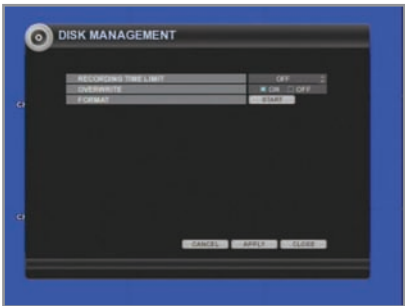 DISK MANAGEMENT
RECORDING TIME LIMIT OFF
OVERWRITE ON OFF
FORMAT START
CANCEL APPLY CLOSE